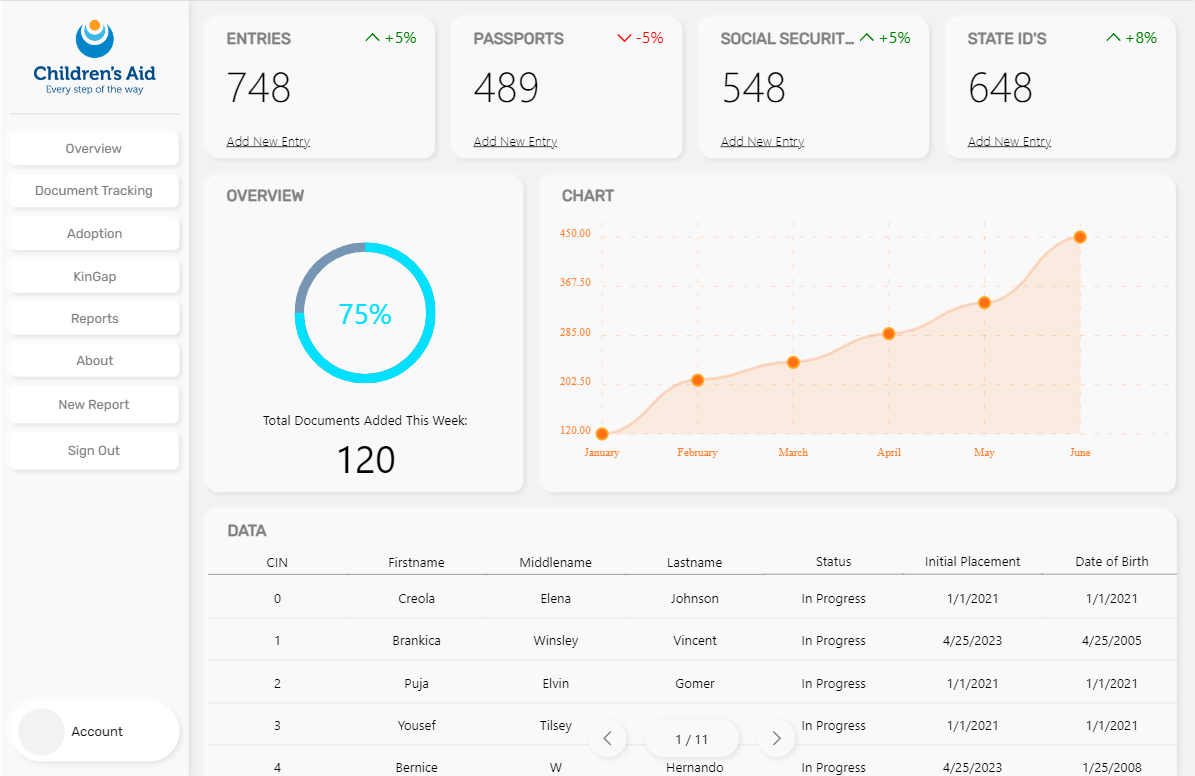 Children's Aid
Every step of the way
Overview
Document Tracking
Adoption
KinGap
Reports
About
New Report
Sign Out
Account
ENTRIES +5%
748
Add New Entry
PASSPORTS -5%
489
Add New Entry
SOCIAL SECURIT... +5%
548
Add New Entry
STATE ID'S +8%
648
Add New Entry
OVERVIEW
75%
Total Documents Added This Week:
120
CHART
450.00
367.50
285.00
202.50
120.00
January February March April May June
DATA
CIN Firstname Middlename Lastname Status Initial Placement Date of Birth
0 Creola Elena Johnson In Progress 1/1/2021 1/1/2021
1 Brankica Winsley Vincent In Progress 4/25/2023 4/25/2005
2 Puja Elvin Gomer In Progress 1/1/2021 1/1/2021
3 Yousef Tilsey In Progress 1/1/2021 1/1/2021
1 / 11
4 Bernice W Hernando In Progress 4/25/2023 1/25/2008